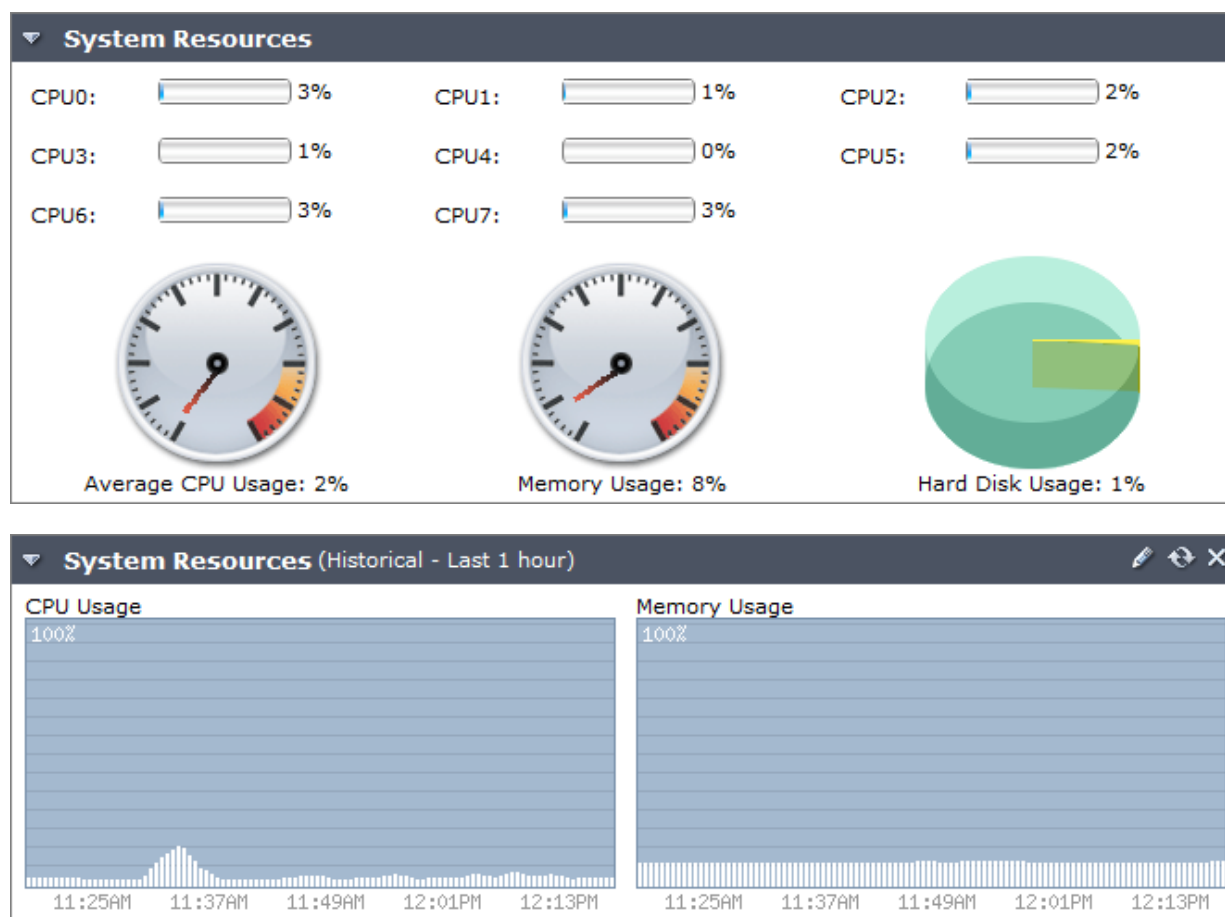 System Resources
CPU0: 3% CPU1: 1% CPU2: 2%
CPU3: 1% CPU4: 0% CPU5: 2%
CPU6: 3% CPU7: 3%
Average CPU Usage: 2% Memory Usage: 8% Hard Disk Usage: 1%
System Resources (Historical - Last 1 hour)
CPU Usage Memory Usage
100% 100%
11:25AM 11:37AM 11:49AM 12:01PM 12:13PM 11:25AM 11:37AM 11:49AM 12:01PM 12:13PM